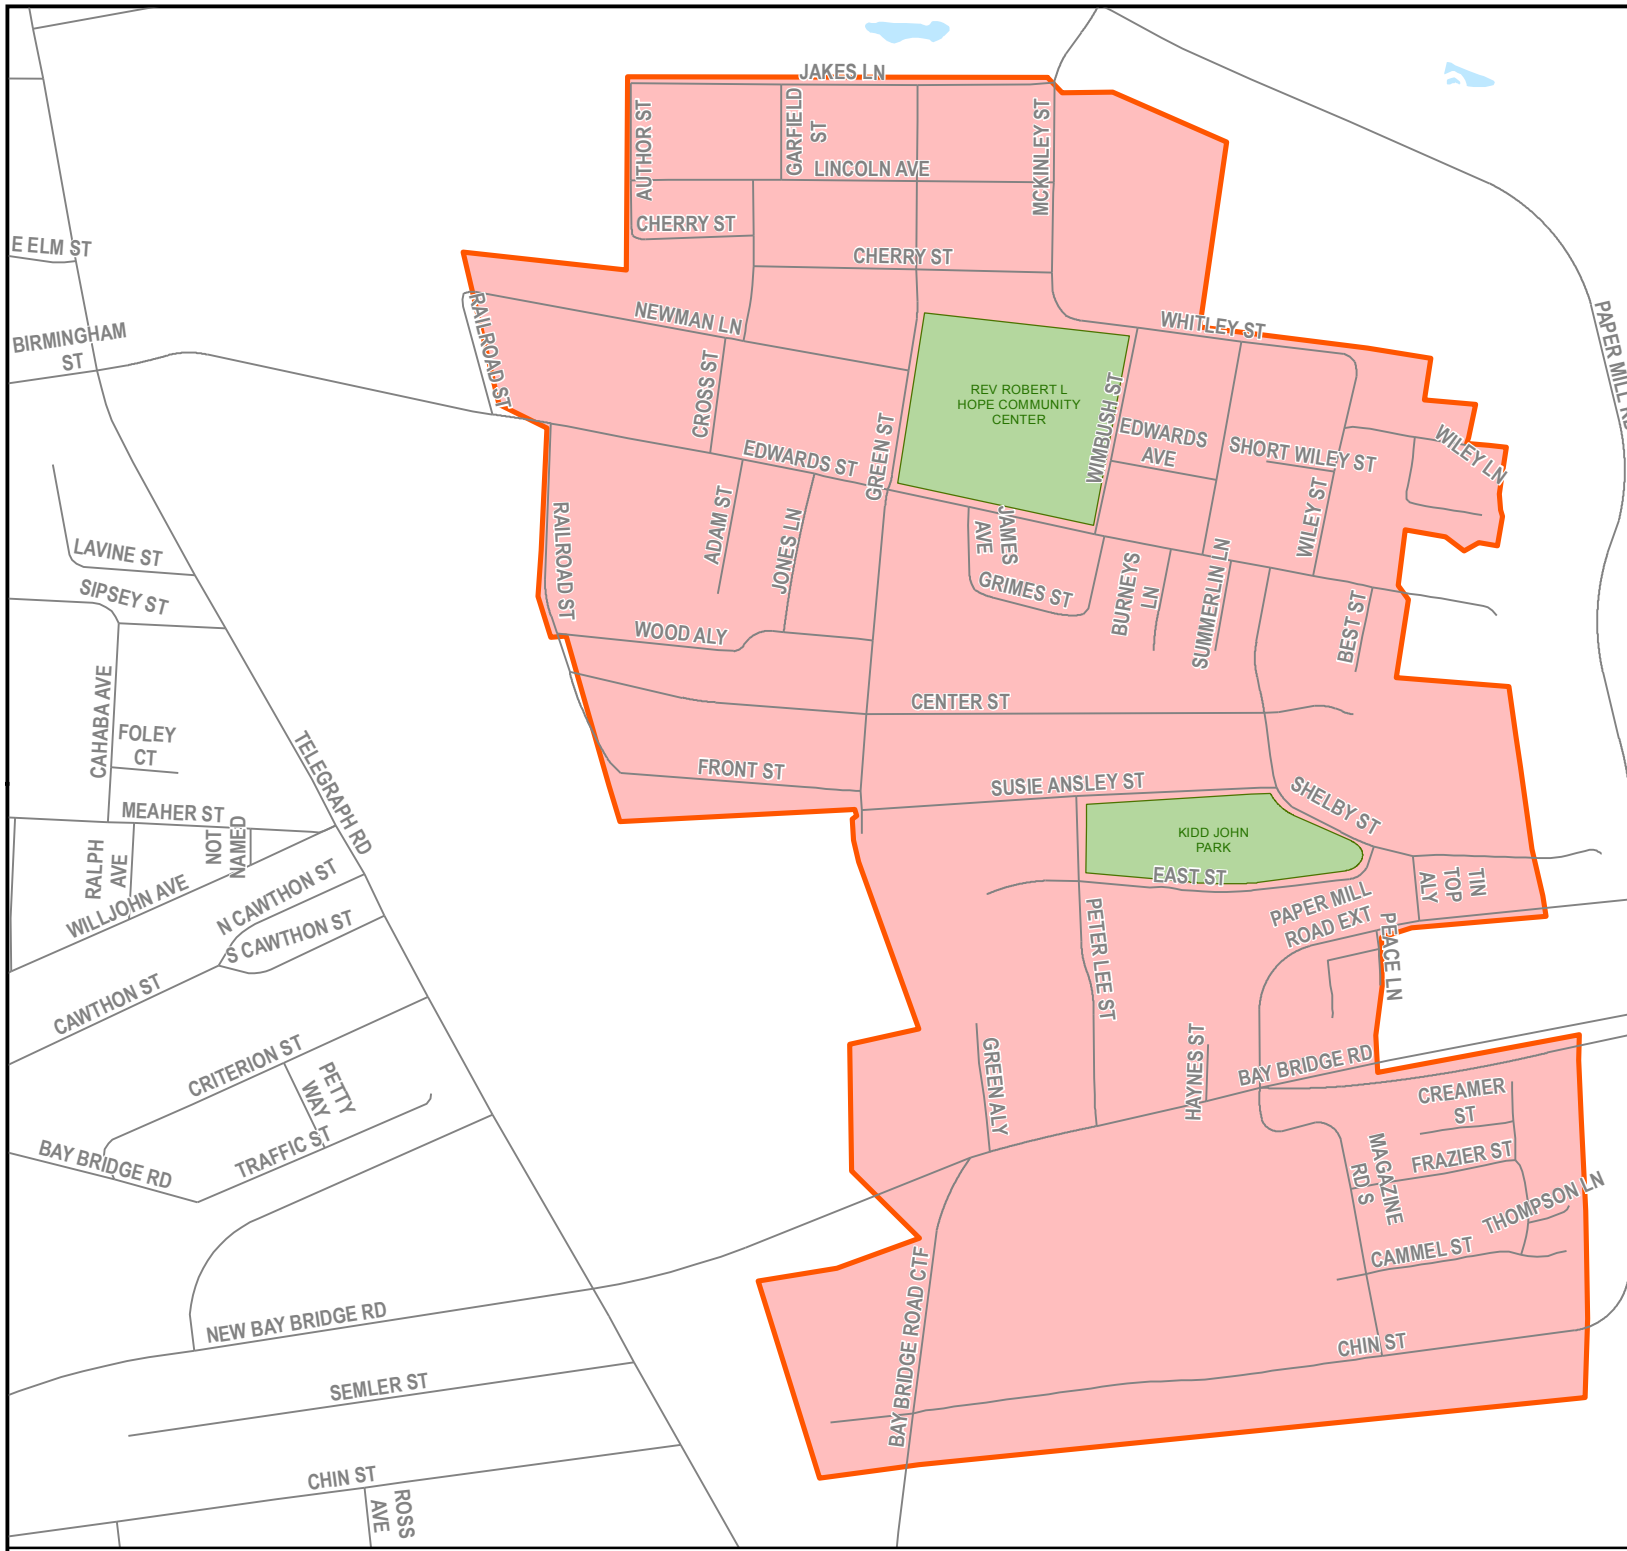 JAKES LN
AUTHOR ST
GARFIELD
ST
MCKINLEY ST
LINCOLN AVE
CHERRY ST
CHERRY ST
E ELM ST
BIRMINGHAM
ST
RAILROAD ST
NEWMAN LN
WHITLEY ST
PAPER MILL RD
CROSS ST
REV ROBERT L
HOPE COMMUNITY
CENTER
WIMBUSH ST
EDWARDS
AVE
SHORT WILEY ST
WILEY LN
EDWARDS ST
GREEN ST
WILEY ST
ADAM ST
JONES LN
RAILROAD ST
JAMES
AVE
GRIMES ST
BURNEYS
LN
SUMMERLIN LN
BEST ST
LAVINE ST
SIPSEY ST
WOOD ALY
CENTER ST
CAHABA AVE
FOLEY
CT
TELEGRAPH RD
FRONT ST
SUSIE ANSLEY ST
SHELBY ST
MEAHER ST
NOT
NAMED
RALPH
AVE
KIDD JOHN
PARK
EAST ST
TIN
TOP
ALY
WILLJOHN AVE
N CAWTHON ST
S CAWTHON ST
PAPER MILL
ROAD EXT
PEACE LN
PETER LEE ST
CAWTHON ST
CRITERION ST
PETTY
WAY
TRAFFIC ST
BAY BRIDGE RD
GREEN ALY
HAYNES ST
BAY BRIDGE RD
CREAMER
ST
MAGAZINE
RD S
FRAZIER ST
THOMPSON LN
CAMMEL ST
NEW BAY BRIDGE RD
BAY BRIDGE ROAD CTF
CHIN ST
SEMLER ST
CHIN ST
ROSS
AVE